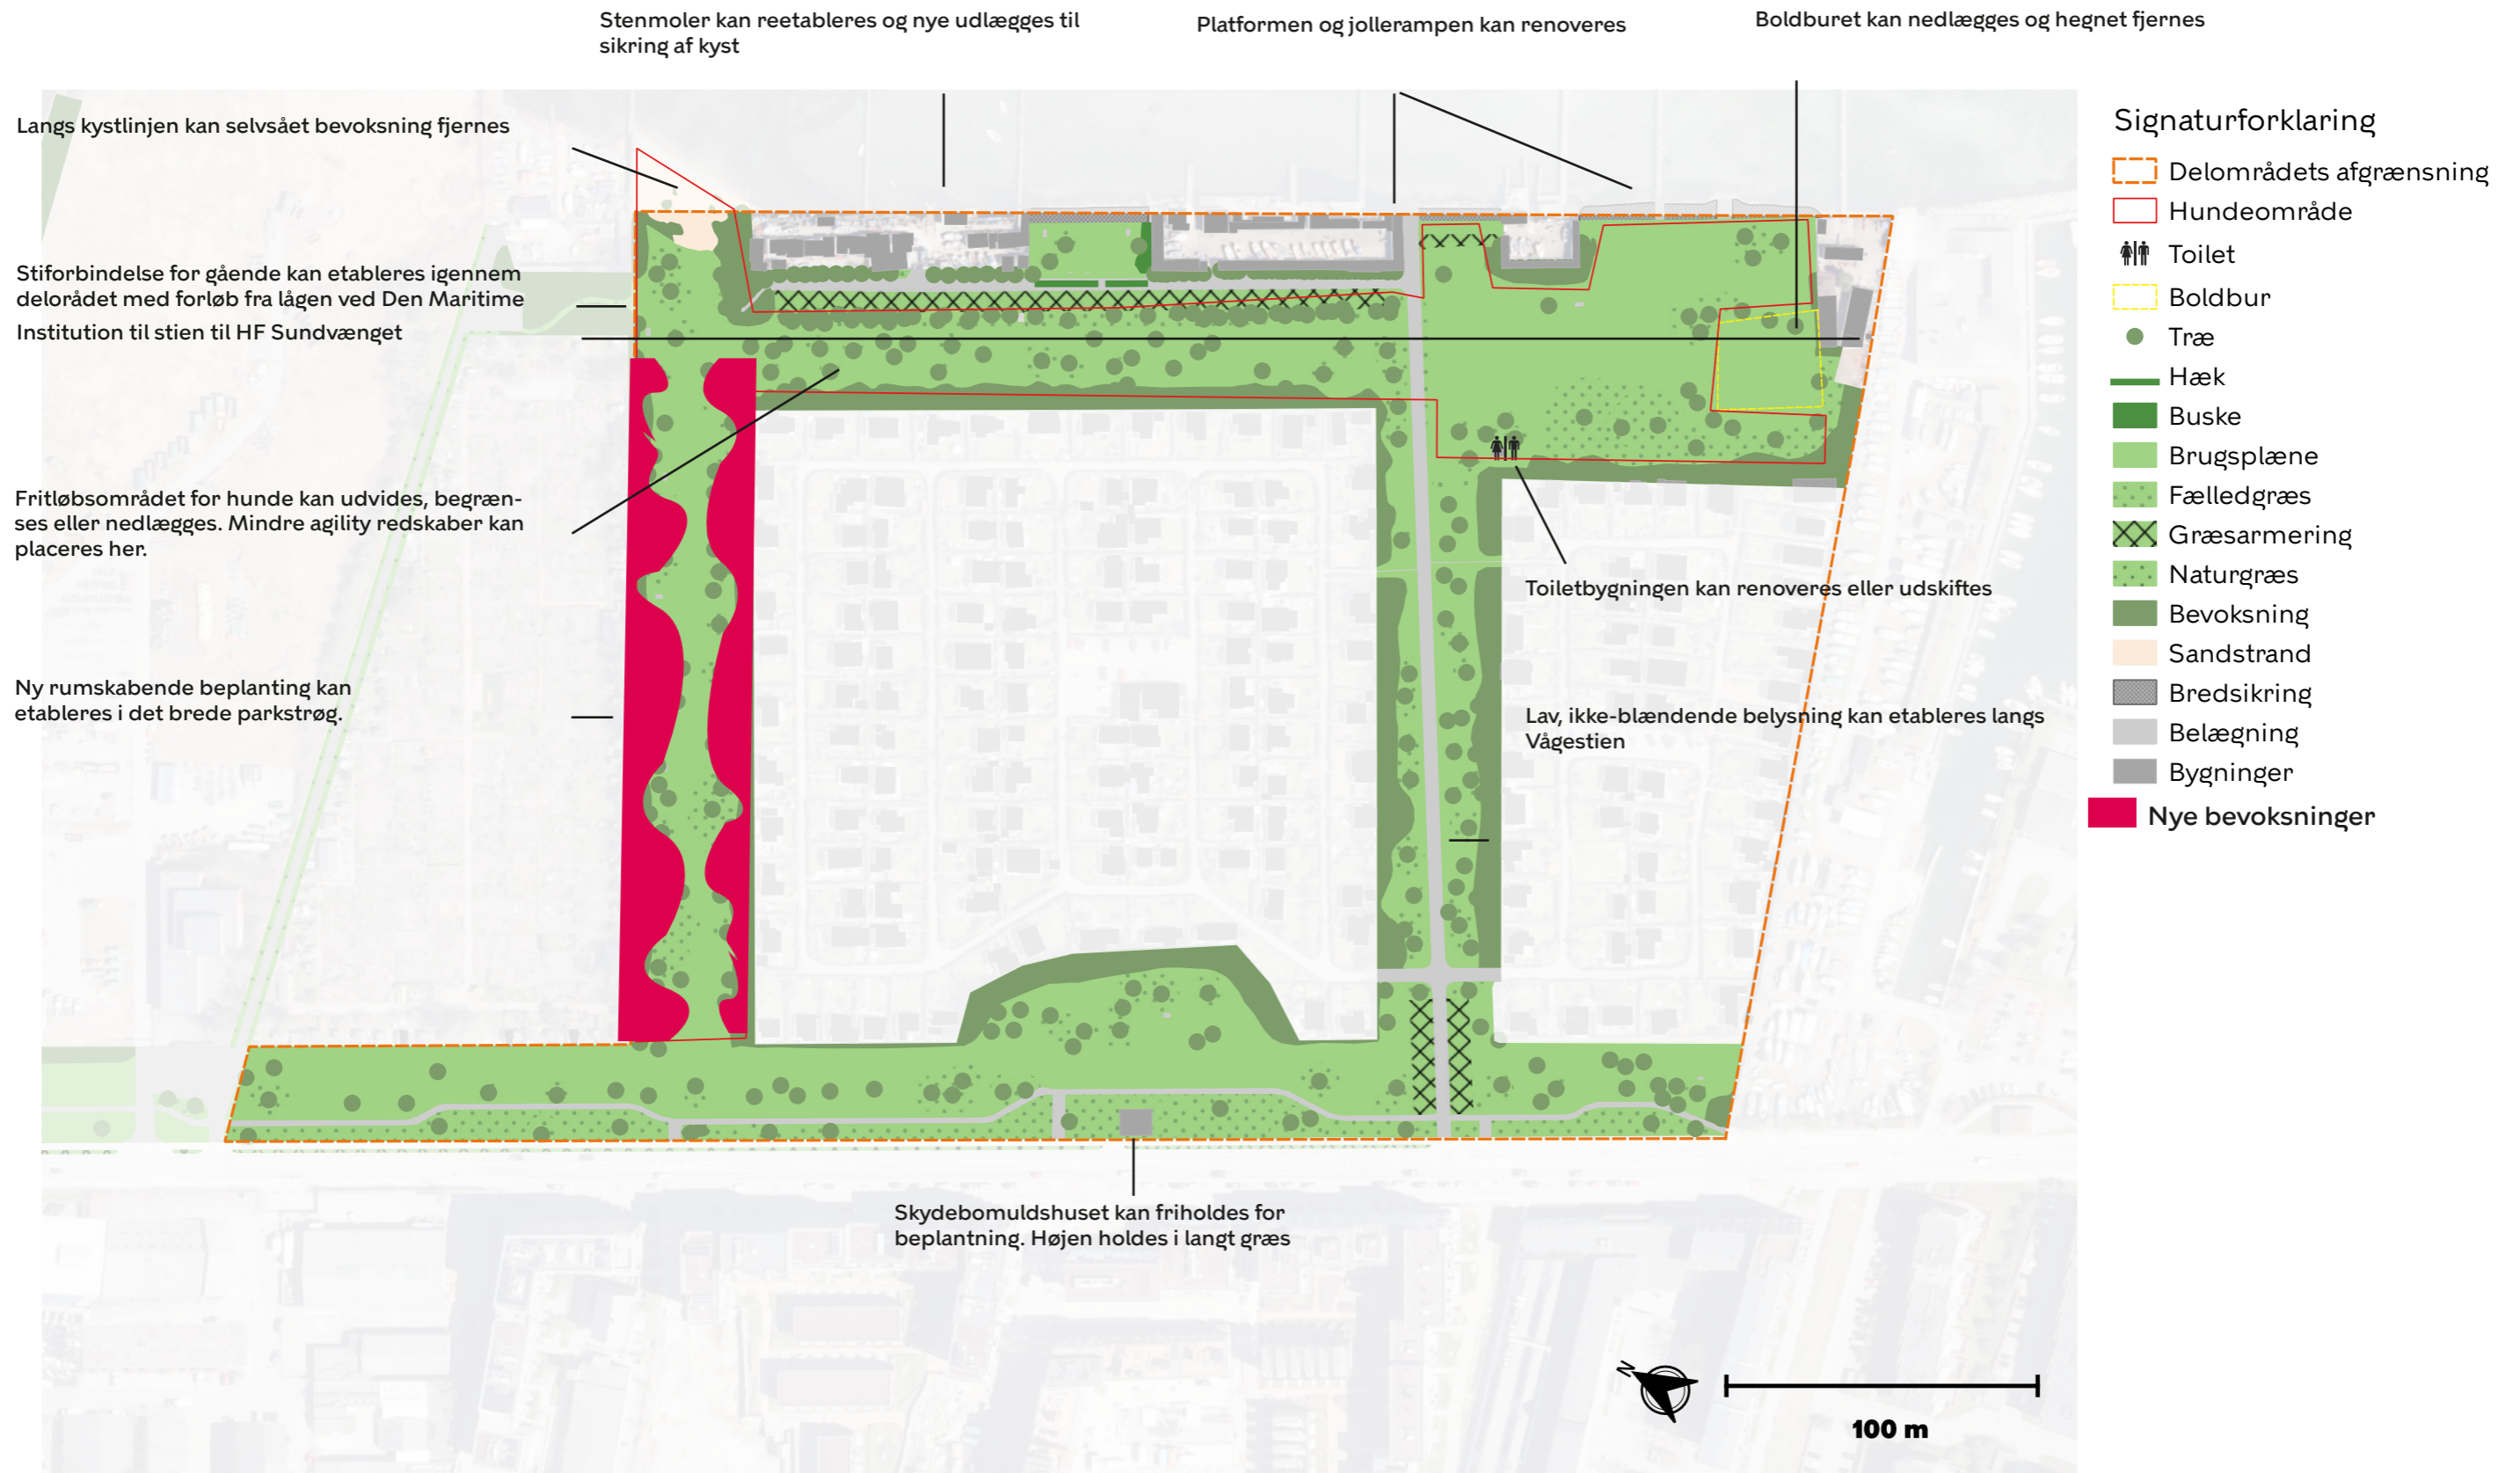 Stenmoler kan reetableres og nye udlægges til
sikring af kyst
Platformen og jollerampen kan renoveres
Boldburet kan nedlægges og hegnet fjernes
Langs kystlinjen kan selvsået bevoksning fjernes
Stiforbindelse for gående kan etableres igennem
delorådet med forløb fra lågen ved Den Maritime
Institution til stien til HF Sundvænget
Fritløbsområdet for hunde kan udvides, begræn-
ses eller nedlægges. Mindre agility redskaber kan
placeres her.
Ny rumskabende beplanting kan
etableres i det brede parkstrøg.
Toiletbygningen kan renoveres eller udskiftes
Lav, ikke-blændende belysning kan etableres langs
Vågestien
Skydebomuldshuset kan friholdes for
beplantning. Højen holdes i langt græs
N
100 m
Signaturforklaring
Delområdets afgrænsning
Hundeområde
Toilet
Boldbur
Træ
Hæk
Buske
Brugsplæne
Fælledgræs
Græsarmering
Naturgræs
Bevoksning
Sandstrand
Bredsikring
Belægning
Bygninger
Nye bevoksninger